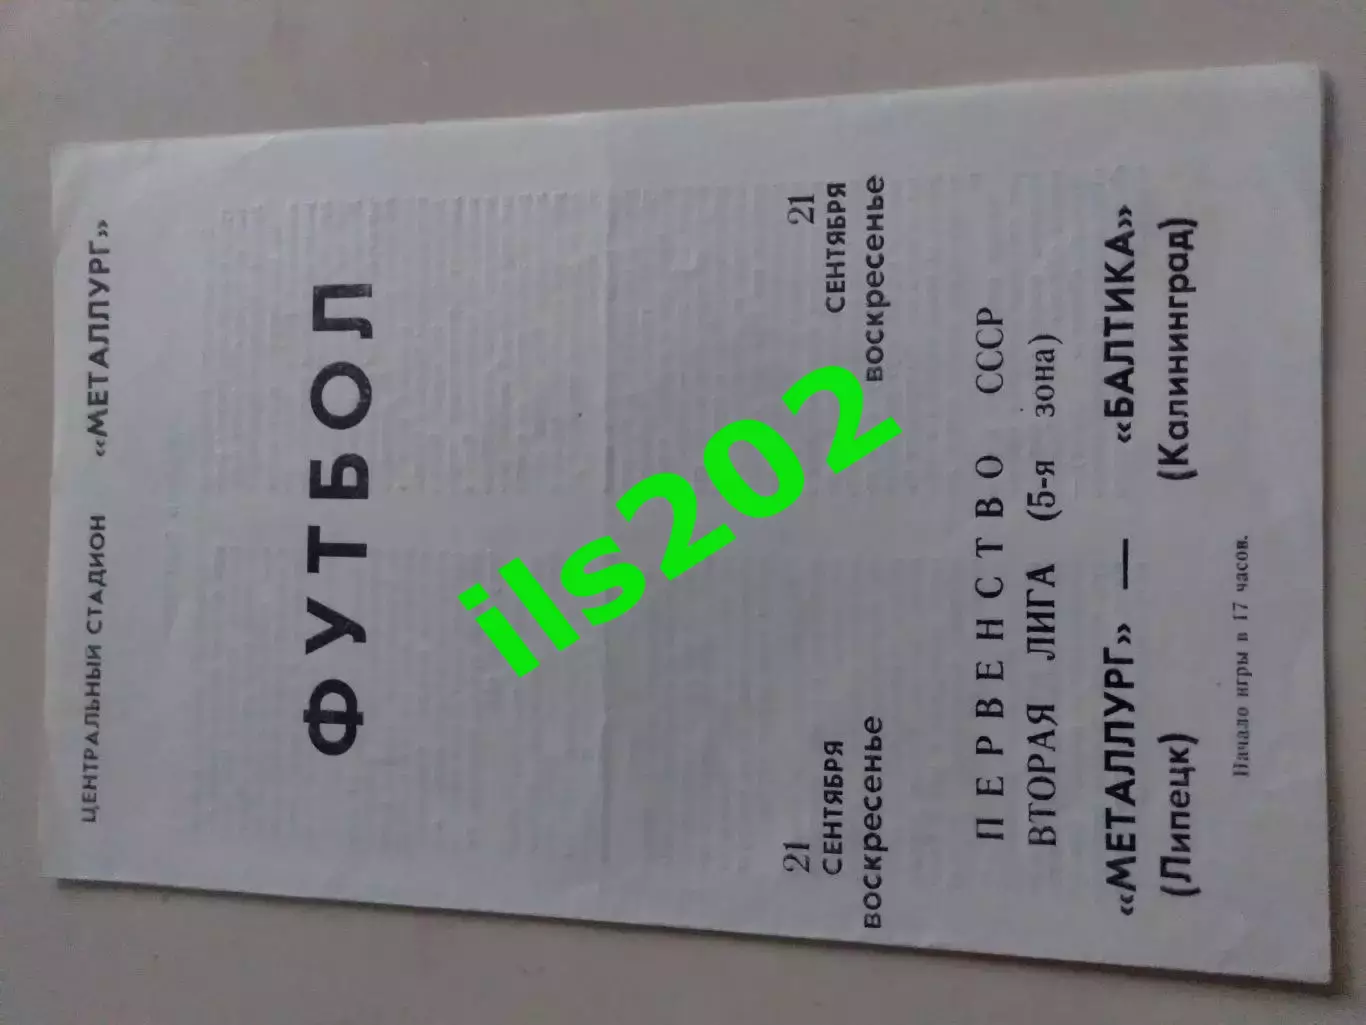 ЦЕНТРАЛЬНЫЙ СТАДИОН «МЕТАЛЛУРГ»
ФУТБОЛ
21 21
СЕНТЯБРЯ СЕНТЯБРЯ
воскресенье воскресенье
ПЕРВЕНСТВО СССР
ВТОРАЯ ЛИГА (5-я зона)
«МЕТАЛЛУРГ» — «БАЛТИКА»
(Липецк) (Калининград)
Начало игры в 17 часов.
ils202